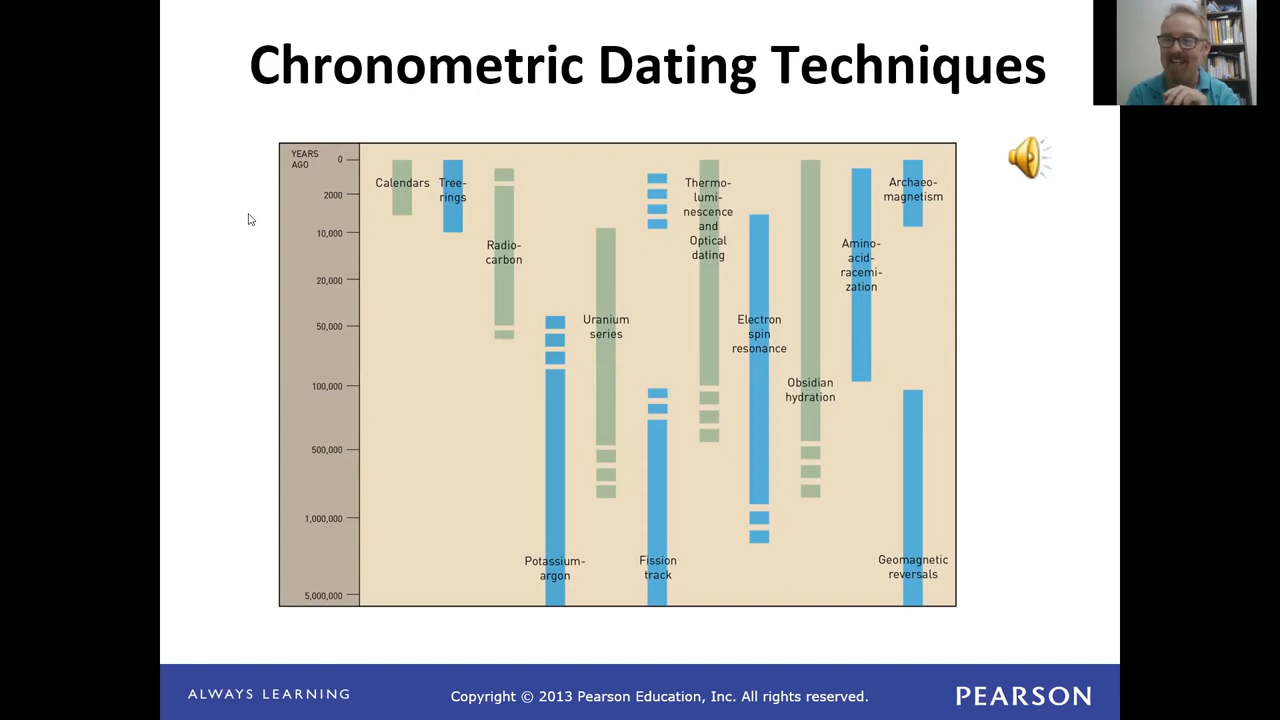 Chronometric Dating Techniques
YEARS
AGO
0
2000
10,000
20,000
50,000
100,000
500,000
1,000,000
5,000,000
Calendars
Tree-
rings
Radio-
carbon
Potassium-
argon
Uranium
series
Fission
track
Thermo-
lumi-
nescence
and
Optical
dating
Electron
spin
resonance
Obsidian
hydration
Amino-
acid-
racemi-
zation
Archaeo-
magnetism
Geomagnetic
reversals
ALWAYS LEARNING
Copyright © 2013 Pearson Education, Inc. All rights reserved.
PEARSON